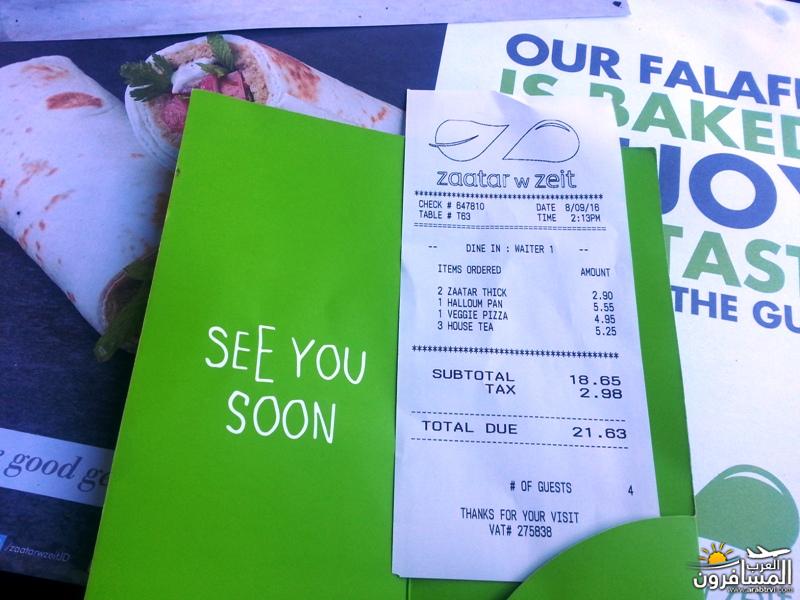 OUR FALAF
IS BAKED
JOY
TAST
THE GU
zaatar w zeit
************************************
CHECK # 647810 DATE 8/09/16
TABLE # T63 TIME 2:13PM
-- DINE IN : WAITER 1 --
ITEMS ORDERED AMOUNT
2 ZAATAR THICK 2.90
1 HALLOUM PAN 5.55
1 VEGGIE PIZZA 4.95
3 HOUSE TEA 5.25
************************************
SUBTOTAL 18.65
TAX 2.98
TOTAL DUE 21.63
# OF GUESTS 4
THANKS FOR YOUR VISIT
VAT# 275838
SEE YOU
SOON
good
/zaatarwzeitJO
العرب
المسافرون
www.arabtrvl.com